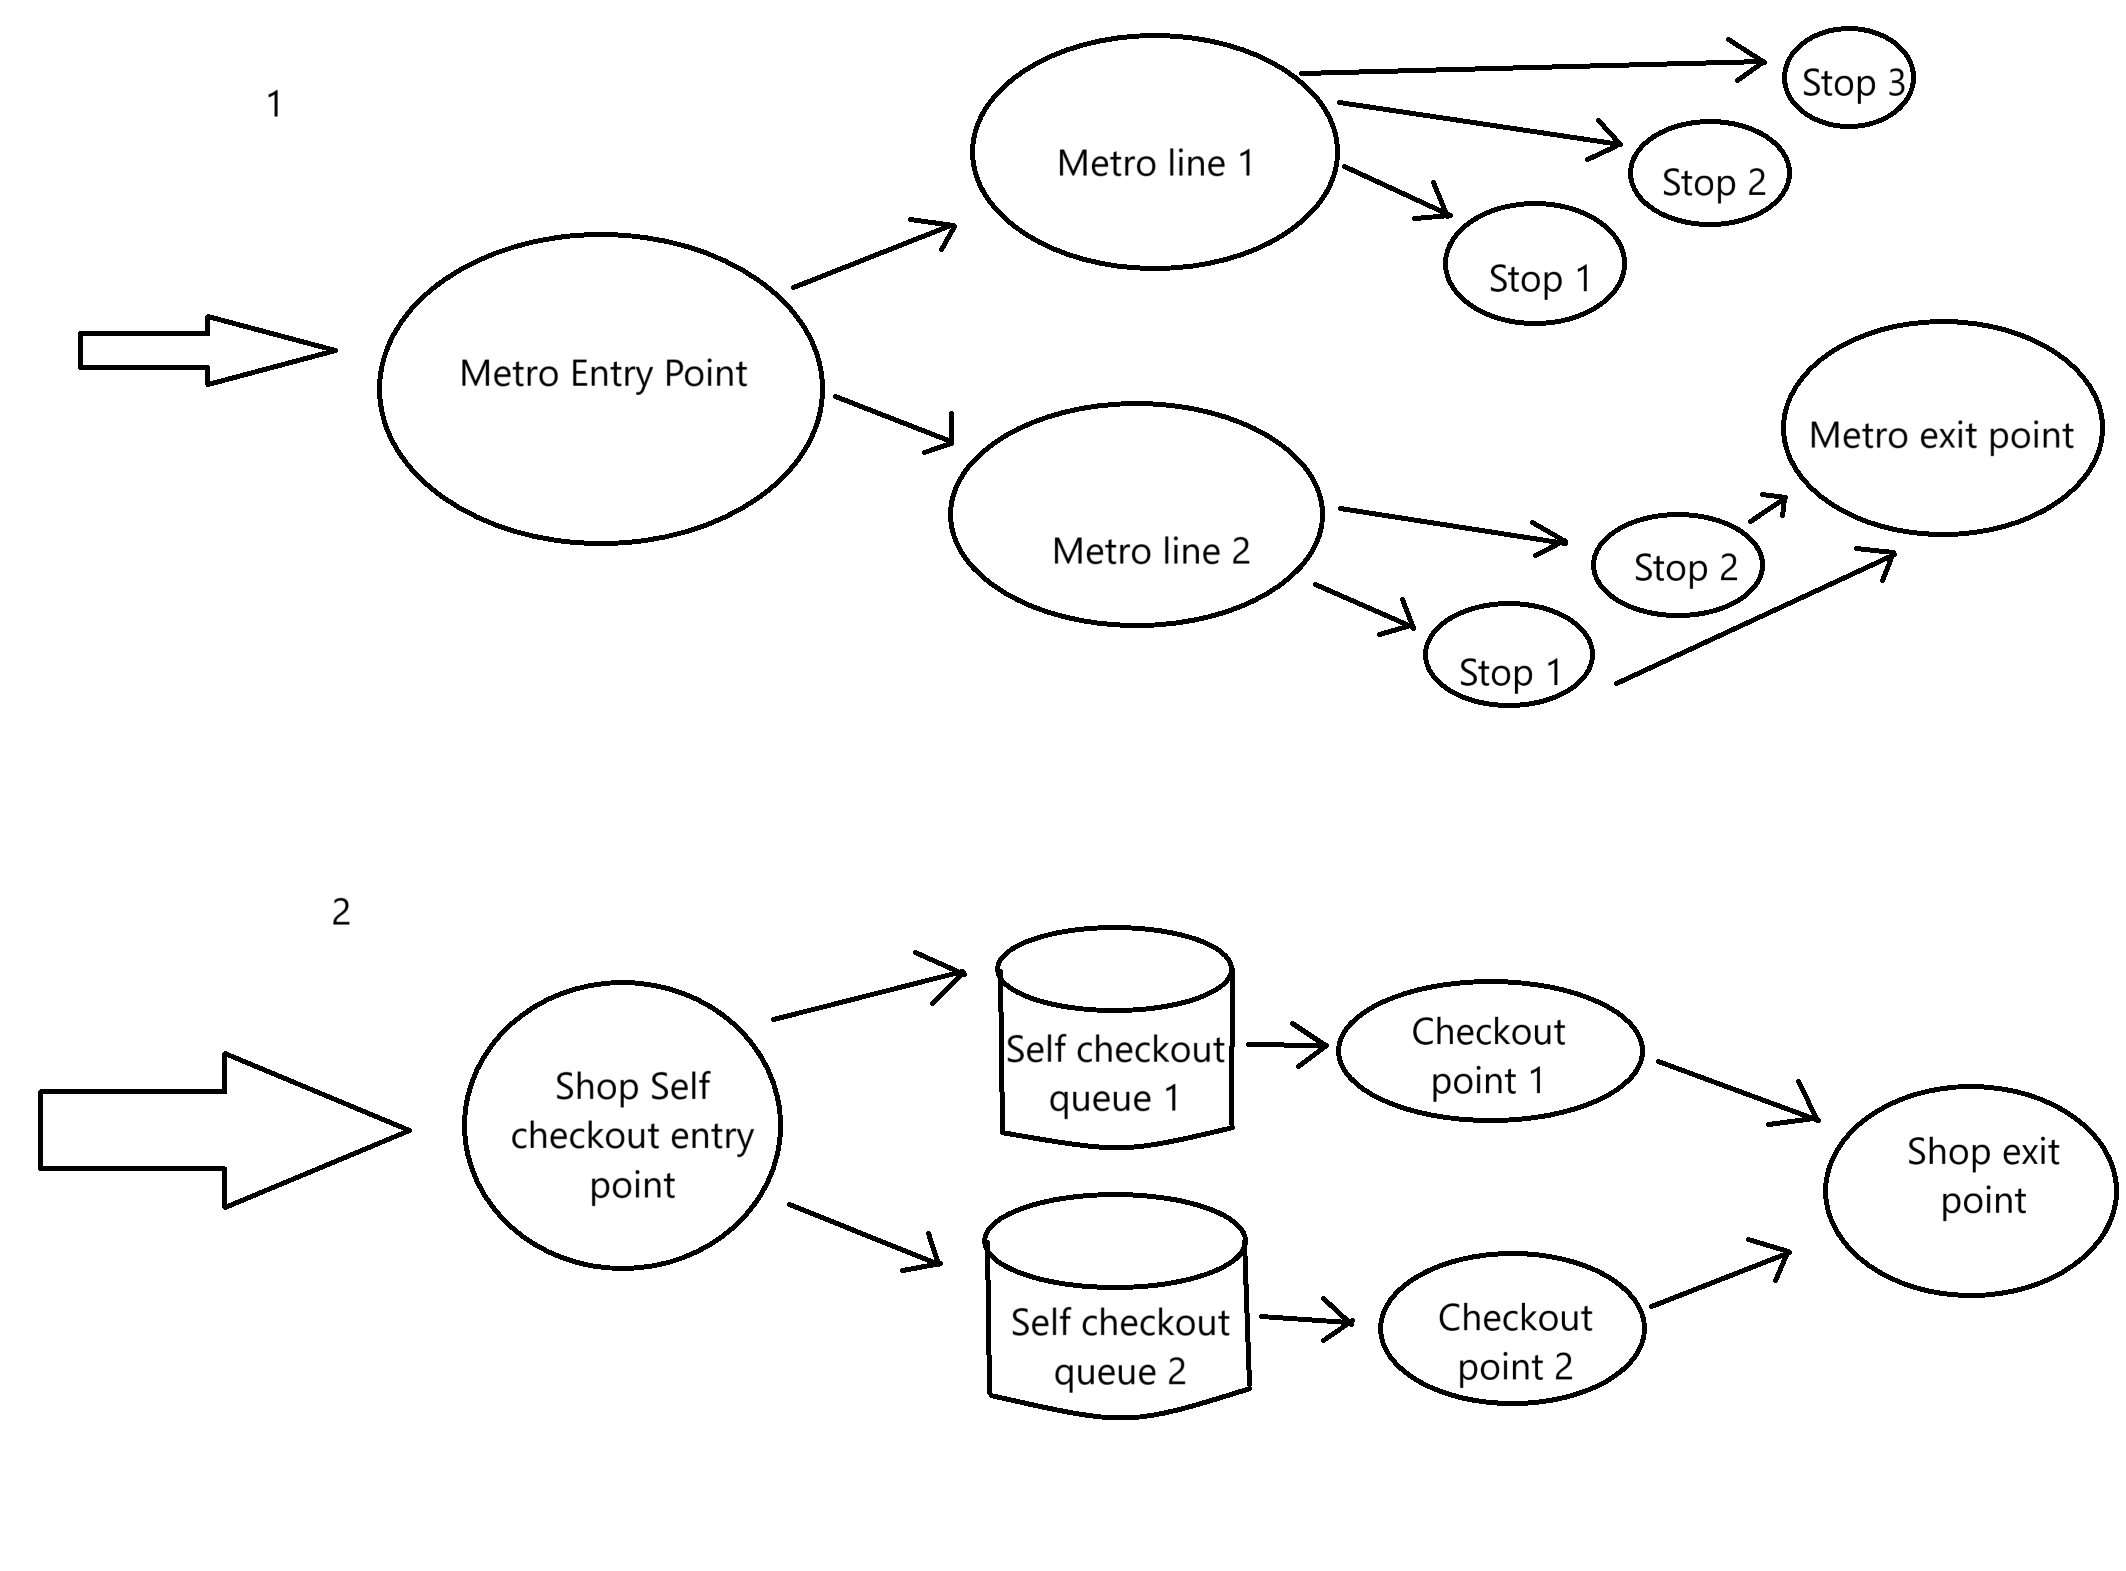 1
Metro line 1
Stop 3
Stop 2
Stop 1
Metro Entry Point
Metro exit point
Metro line 2
Stop 2
Stop 1
2
Shop Self
checkout entry
point
Self checkout
queue 1
Checkout
point 1
Shop exit
point
Self checkout
queue 2
Checkout
point 2